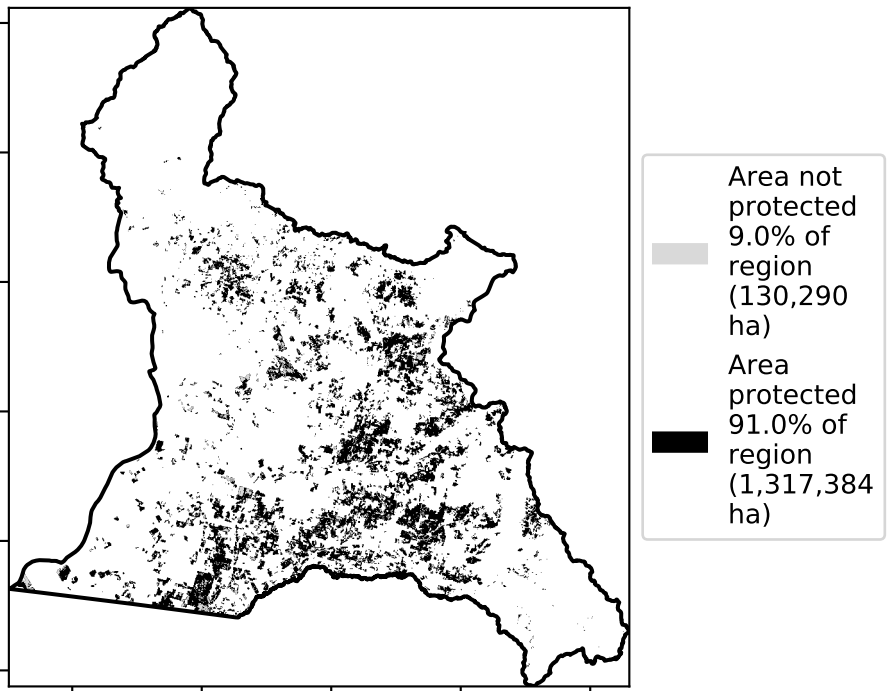 Area not
protected
9.0% of
region
(130,290
ha)
Area
protected
91.0% of
region
(1,317,384
ha)